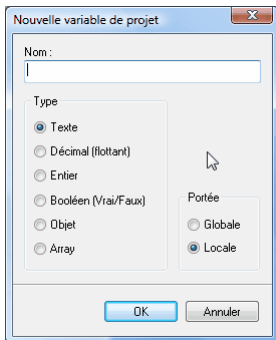 Nouvelle variable de projet
Nom :
Type
Texte
Décimal (flottant)
Entier
Booléen (Vrai/Faux)
Objet
Array
Portée
Globale
Locale
OK
Annuler